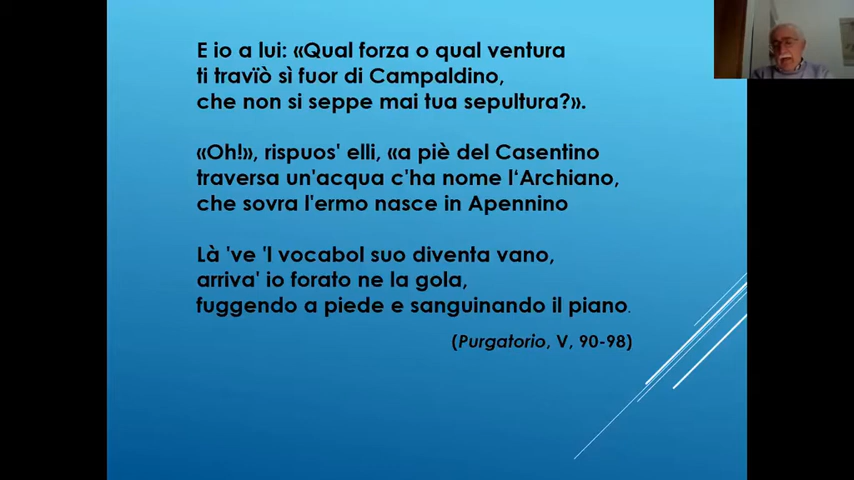 E io a lui: «Qual forza o qual ventura
ti travïò sì fuor di Campaldino,
che non si seppe mai tua sepultura?».
«Oh!», rispuos' elli, «a piè del Casentino
traversa un'acqua c'ha nome l‘Archiano,
che sovra l'ermo nasce in Apennino
Là 've 'l vocabol suo diventa vano,
arriva' io forato ne la gola,
fuggendo a piede e sanguinando il piano.
(Purgatorio, V, 90-98)